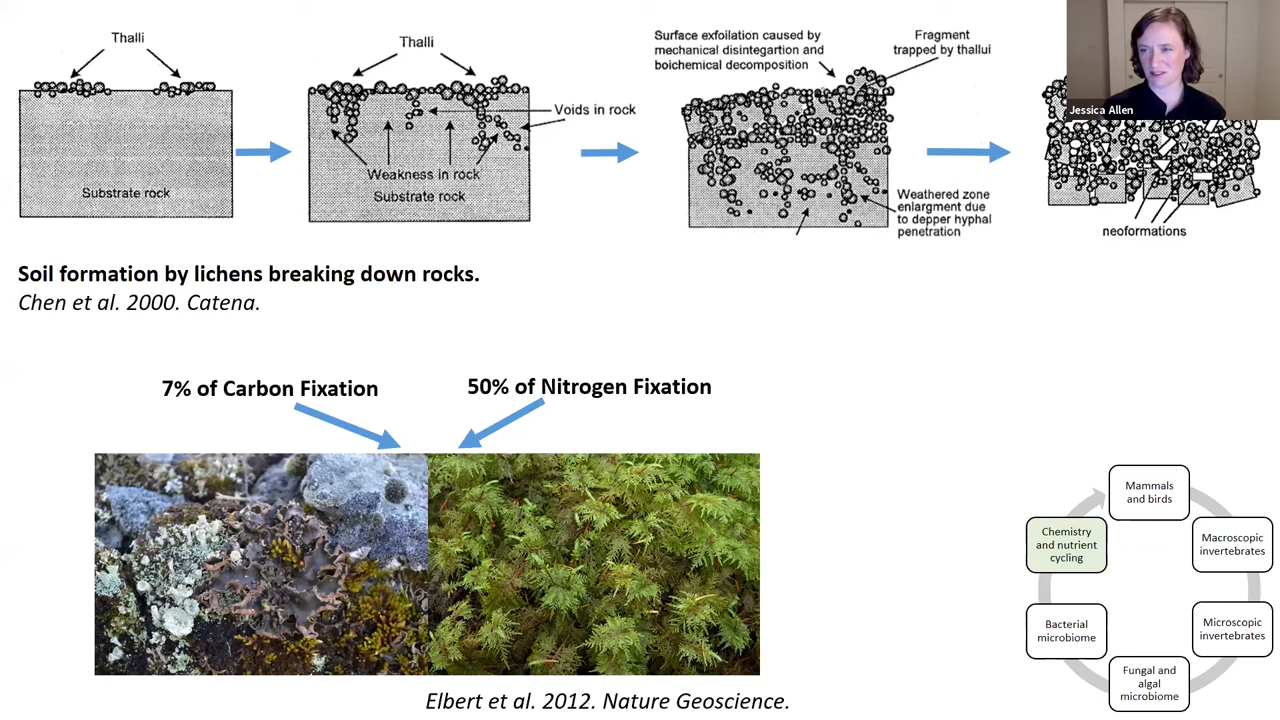 Thalli
Substrate rock
Thalli
Voids in rock
Weakness in rock
Substrate rock
Surface exfoilation caused by
mechanical disintegartion and
boichemical decomposition
Fragment
trapped by thallui
Weathered zone
enlargment due
to depper hyphal
penetration
neoformations
Jessica Allen
Soil formation by lichens breaking down rocks.
Chen et al. 2000. Catena.
7% of Carbon Fixation
50% of Nitrogen Fixation
Elbert et al. 2012. Nature Geoscience.
Mammals
and birds
Macroscopic
invertebrates
Microscopic
invertebrates
Fungal and
algal
microbiome
Bacterial
microbiome
Chemistry
and nutrient
cycling